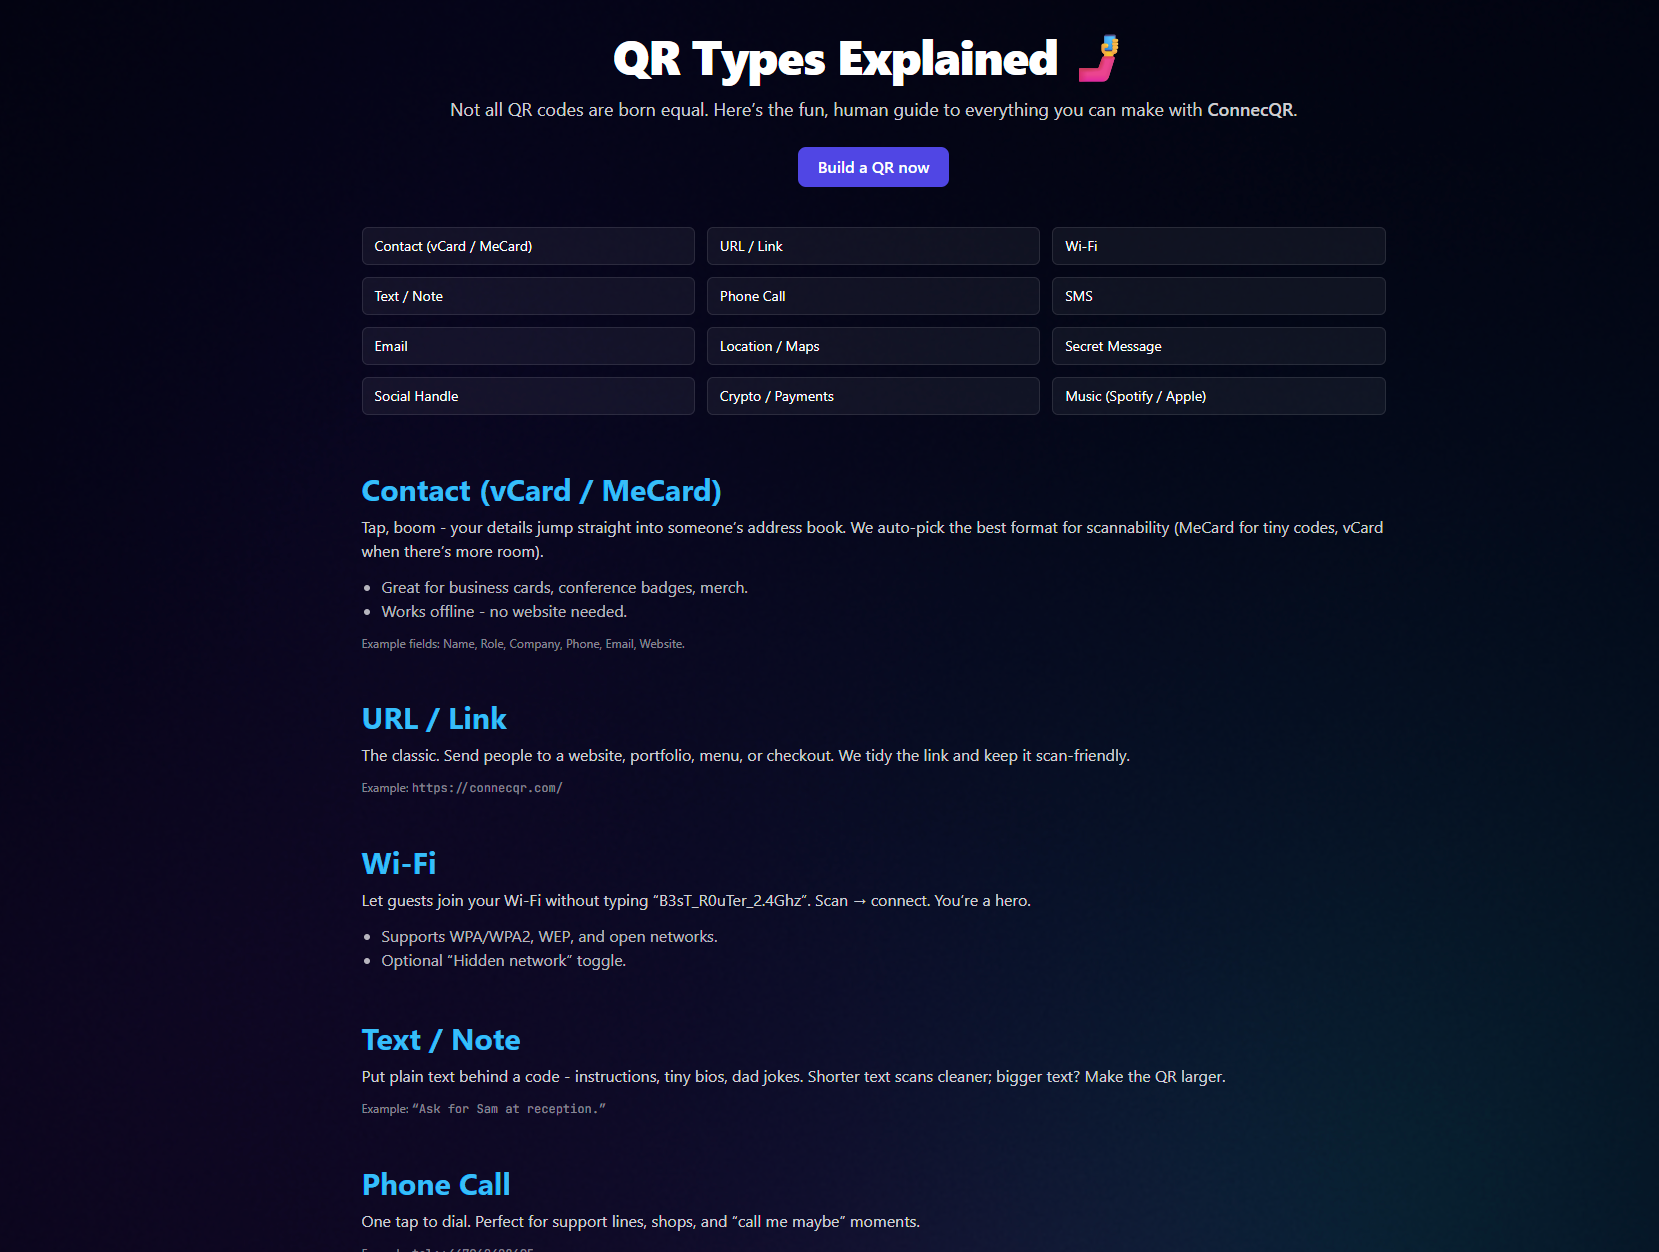 QR Types Explained 🤳
Not all QR codes are born equal. Here’s the fun, human guide to everything you can make with ConnecQR.
Build a QR now
Contact (vCard / MeCard)
URL / Link
Wi-Fi
Text / Note
Phone Call
SMS
Email
Location / Maps
Secret Message
Social Handle
Crypto / Payments
Music (Spotify / Apple)
Contact (vCard / MeCard)
Tap, boom - your details jump straight into someone’s address book. We auto-pick the best format for scannability (MeCard for tiny codes, vCard
when there’s more room).
• Great for business cards, conference badges, merch.
• Works offline - no website needed.
Example fields: Name, Role, Company, Phone, Email, Website.
URL / Link
The classic. Send people to a website, portfolio, menu, or checkout. We tidy the link and keep it scan-friendly.
Example: https://connecqr.com/
Wi-Fi
Let guests join your Wi-Fi without typing “B3sT_R0uTer_2.4Ghz”. Scan → connect. You’re a hero.
• Supports WPA/WPA2, WEP, and open networks.
• Optional “Hidden network” toggle.
Text / Note
Put plain text behind a code - instructions, tiny bios, dad jokes. Shorter text scans cleaner; bigger text? Make the QR larger.
Example: “Ask for Sam at reception.”
Phone Call
One tap to dial. Perfect for support lines, shops, and “call me maybe” moments.